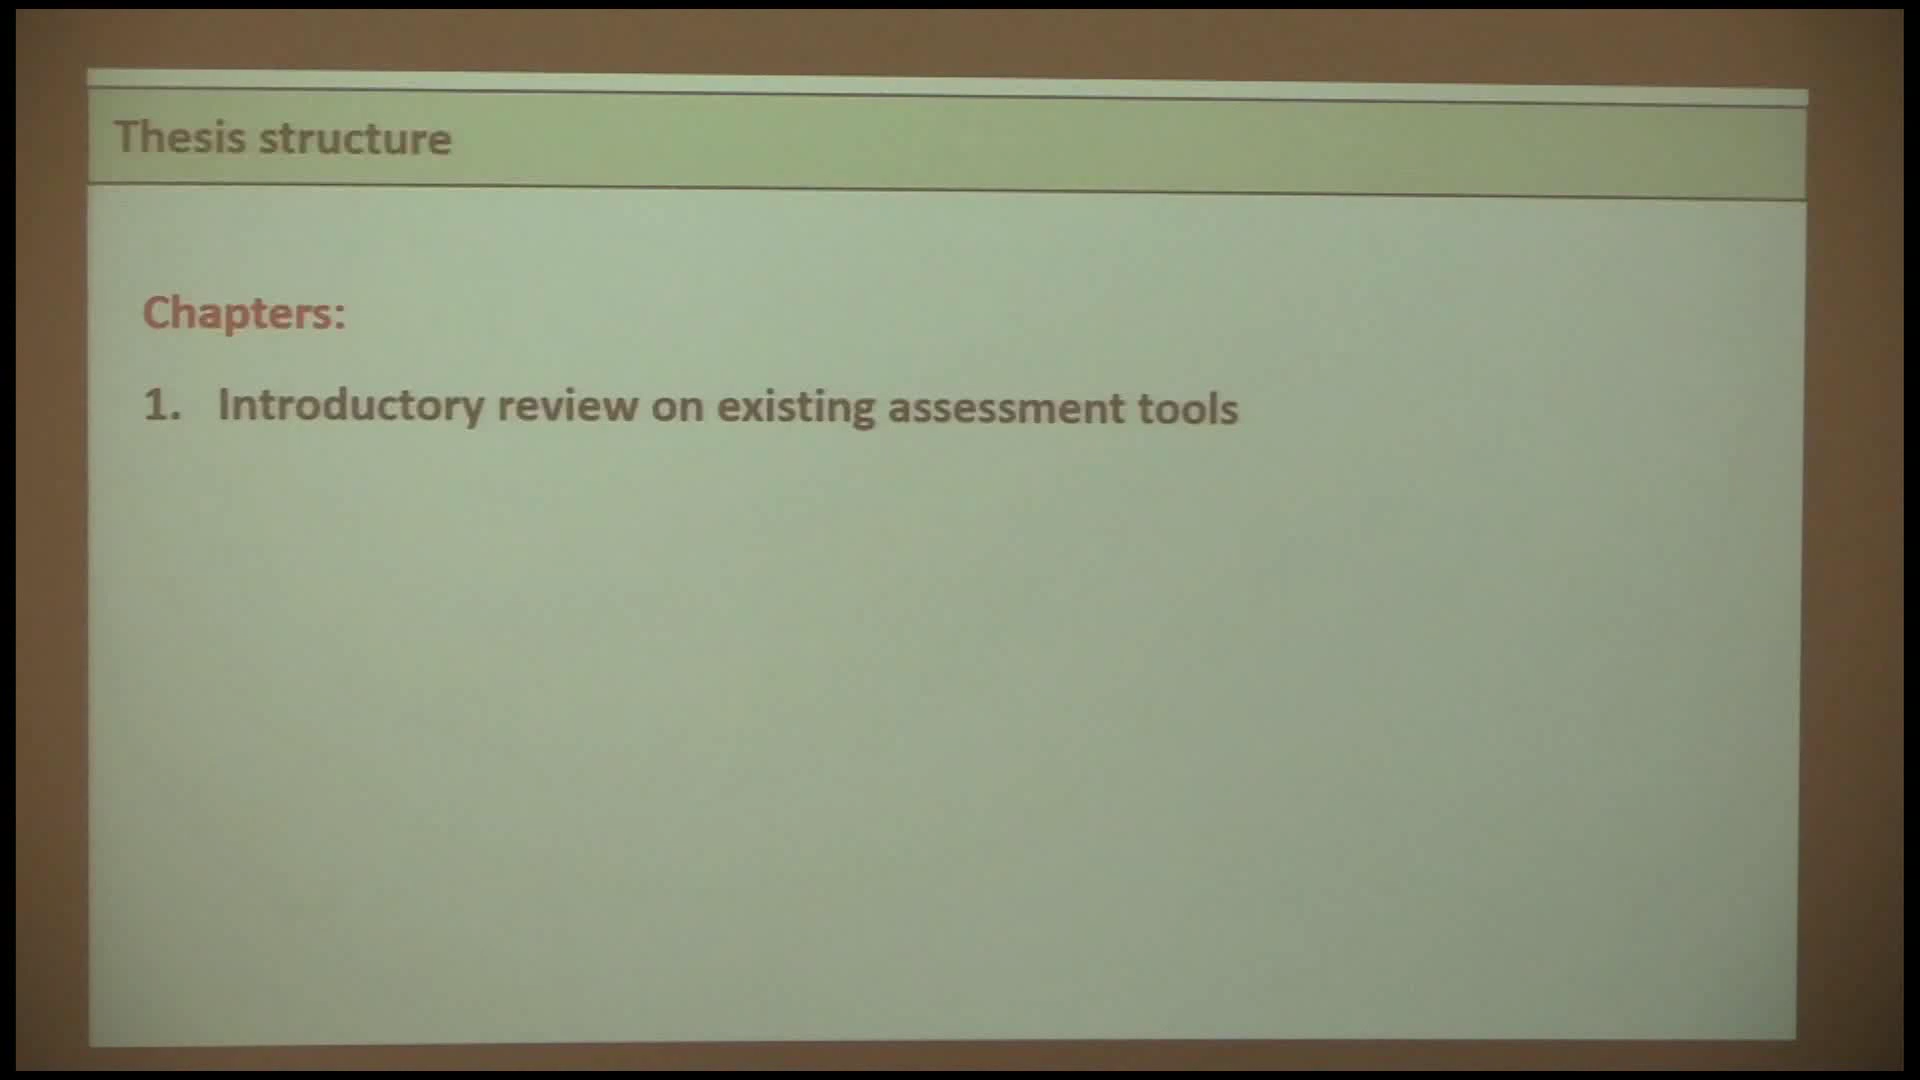 Thesis structure
Chapters:
1. Introductory review on existing assessment tools